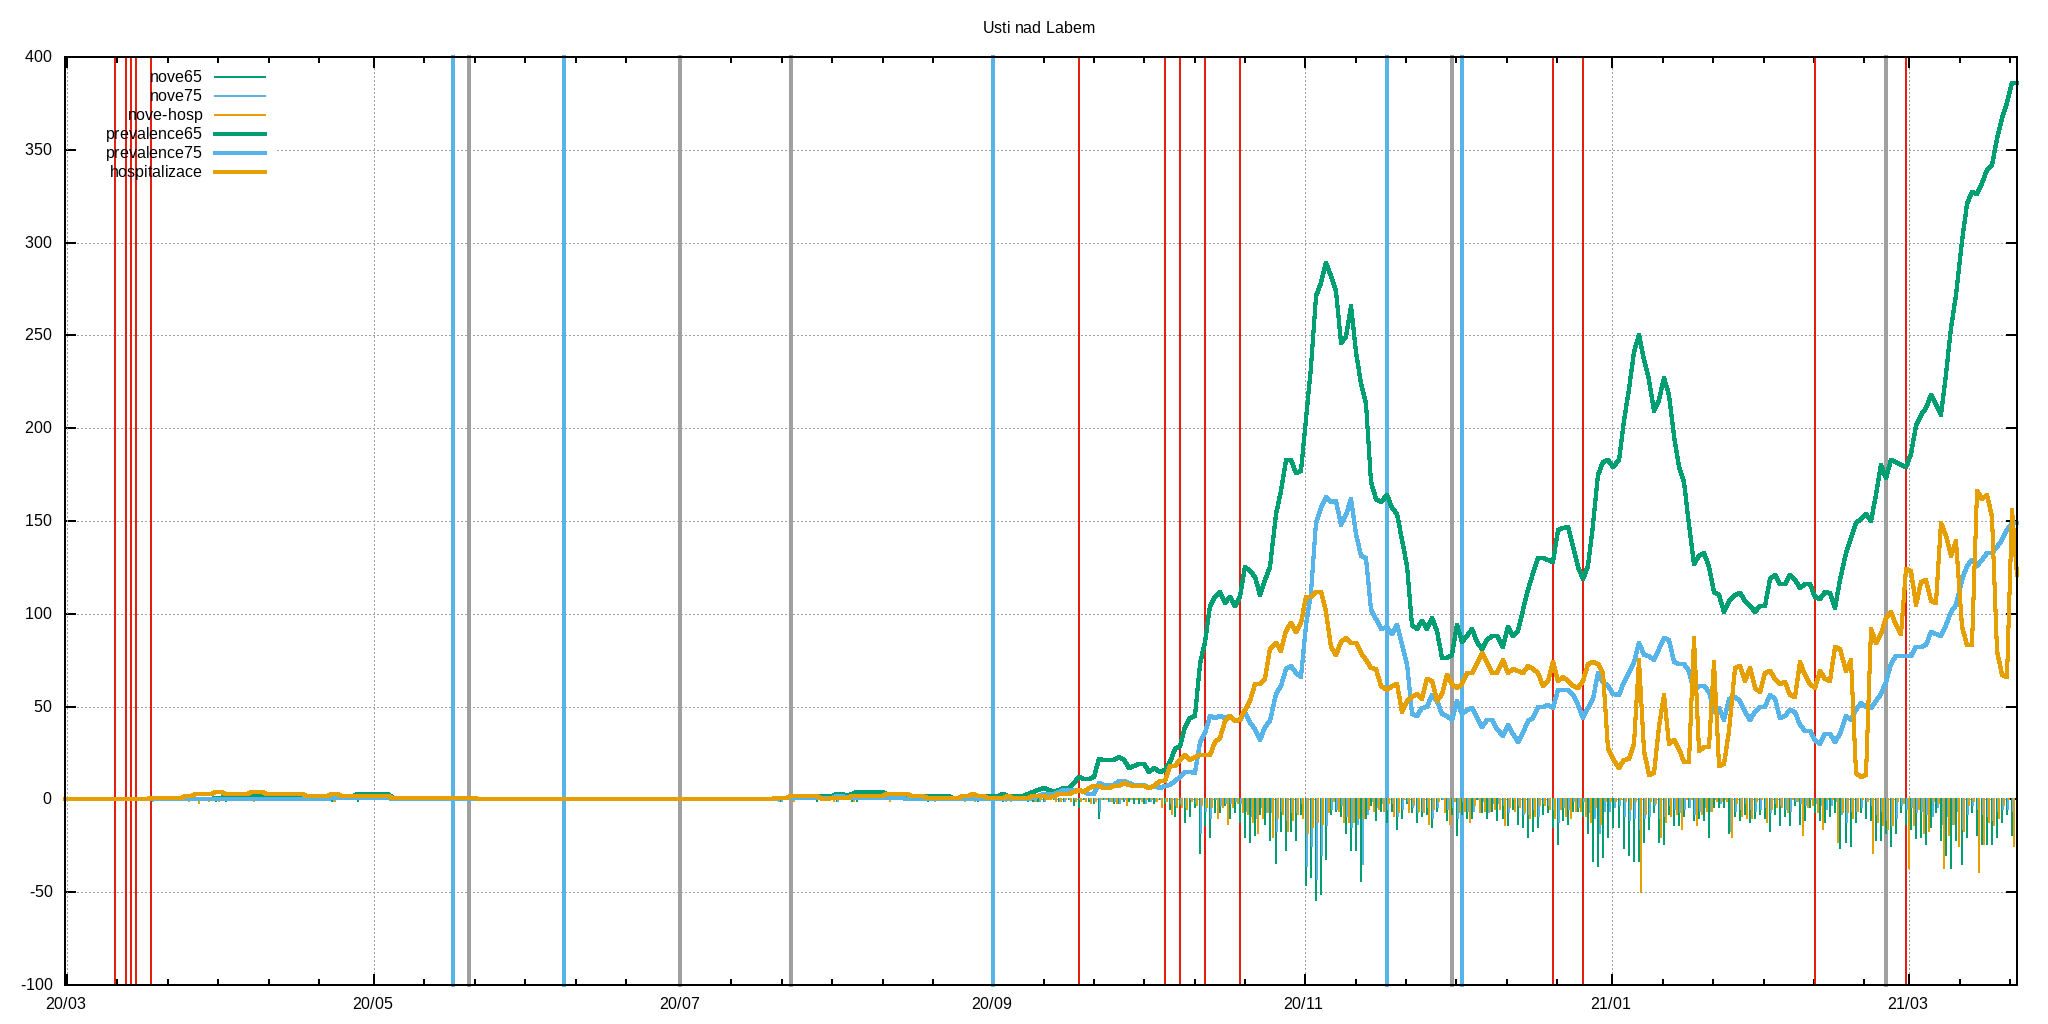 Usti nad Labem
400
nove65
nove75
nove-hosp
prevalence65
prevalence75
hospitalizace
350
300
250
200
150
100
50
0
-50
-100
20/03 20/05 20/07 20/09 20/11 21/01 21/03